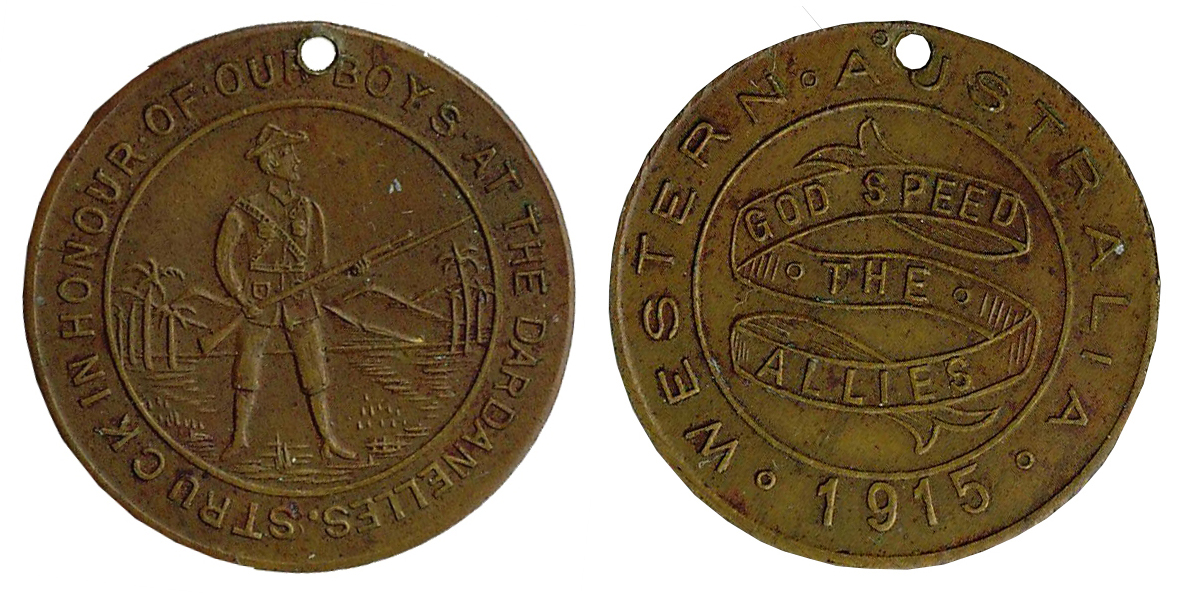 STRUCK IN HONOUR·OF·OUR BOYS·AT THE DARDANELLES.
WESTERN·AUSTRALIA
GOD SPEED
THE
ALLIES
1915